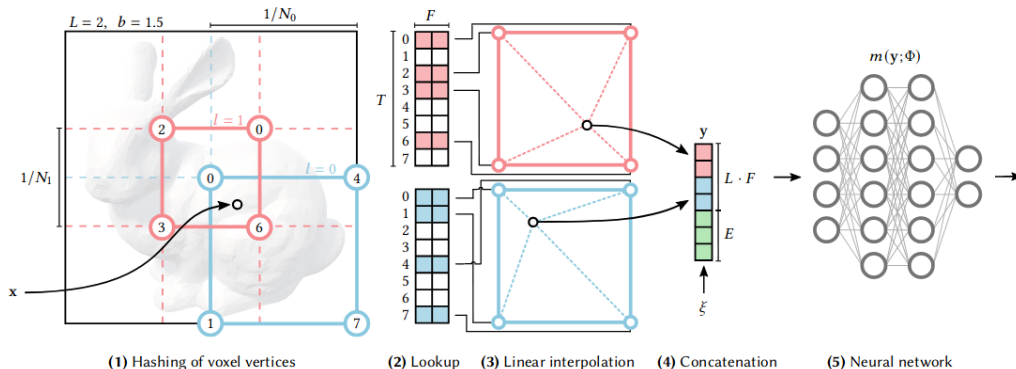 L = 2, b = 1.5
1/N₀
l = 1
l = 0
2
0
0
4
3
6
1
7
1/N₁
x
F
T
0
1
2
3
4
5
6
7
0
1
2
3
4
5
6
7
y
L · F
E
ξ
m(y;Φ)
(1) Hashing of voxel vertices
(2) Lookup
(3) Linear interpolation
(4) Concatenation
(5) Neural network